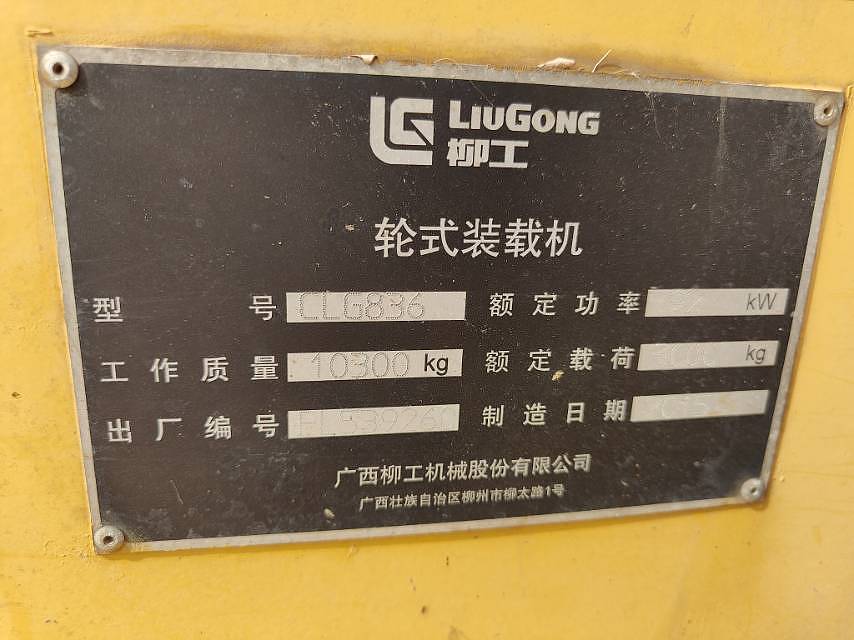 LG LIUGONG
柳工
轮式装载机
型号 CLG836 额定功率 92 kW
工作质量 10300 kg 额定载荷 3000 kg
出厂编号 制造日期
广西柳工机械股份有限公司
广西壮族自治区柳州市柳太路1号